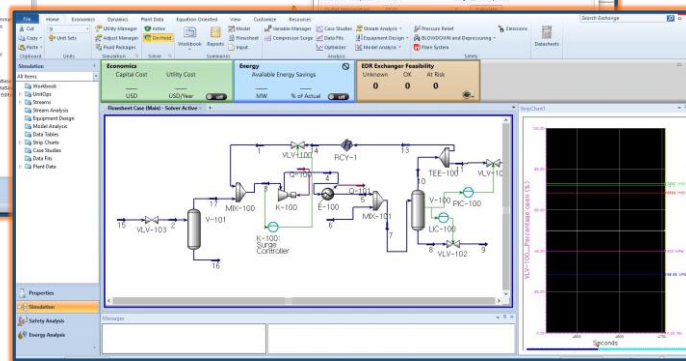 File Home Economics Dynamics Plant Data Equation Oriented View Customize Resources Search Exchange
Cut Utility Manager Active Model Variable Manager Case Studies Stream Analysis Pressure Relief Emissions
Copy Unit Sets Adjust Manager On Hold Flowsheet Compressor Surge Data Fits Equipment Design BLOWDOWN and Depressuring
Paste Fluid Packages Workbook Reports Input Optimizer Model Analysis Flare System Datasheets
Clipboard Units Simulation Solver Summaries Analysis Safety
Simulation
All Items
Workbook
UnitOps
Streams
Stream Analysis
Equipment Design
Model Analysis
Data Tables
Strip Charts
Case Studies
Data Fits
Plant Data
Properties
Simulation
Safety Analysis
Energy Analysis
Economics
Capital Cost Utility Cost
USD USD/Year off
Energy
Available Energy Savings
MW % of Actual off
EDR Exchanger Feasibility
Unknown OK At Risk
0 0 0
Flowsheet Case (Main) - Solver Active
1 VLV-100 14 RCY-1 13
TEE-100 11
17 MIX-100 3 K-100 Q-100 4 E-100 Q-101 5 MIX-101 10 V-100 PIC-100
15 VLV-103 2 V-101 6 7 LIC-100
K-100:
Surge
Controller
16 8 VLV-102 9
StripChart1
VLV-100__Percentage open (%)
Seconds